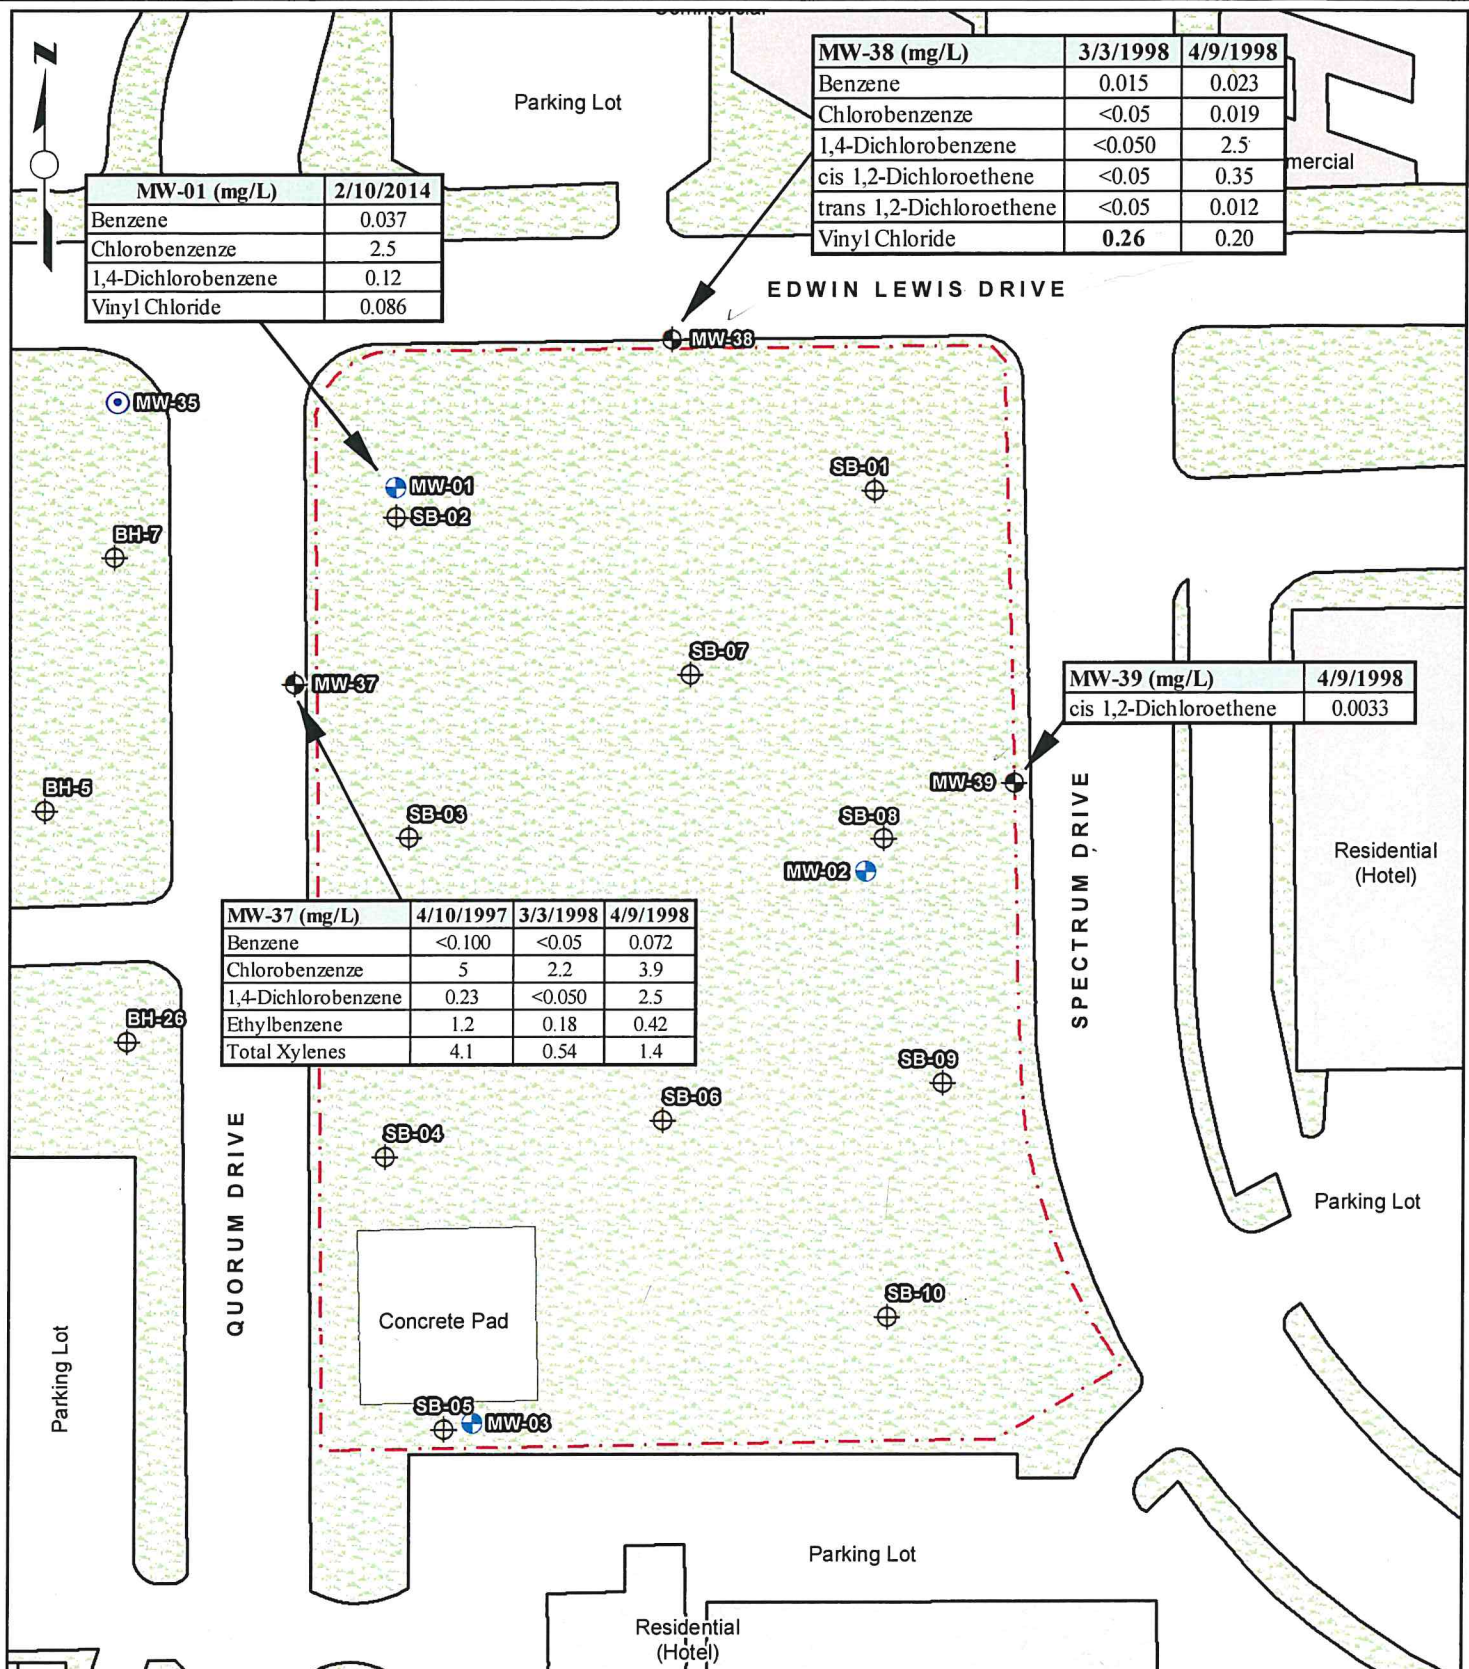 Commercial
Z
Parking Lot
MW-38 (mg/L) 3/3/1998 4/9/1998
Benzene 0.015 0.023
Chlorobenzenze <0.05 0.019
1,4-Dichlorobenzene <0.050 2.5
cis 1,2-Dichloroethene <0.05 0.35
trans 1,2-Dichloroethene <0.05 0.012
Vinyl Chloride 0.26 0.20
mercial
MW-01 (mg/L) 2/10/2014
Benzene 0.037
Chlorobenzenze 2.5
1,4-Dichlorobenzene 0.12
Vinyl Chloride 0.086
EDWIN LEWIS DRIVE
MW-38
MW-35
SB-01
MW-01
SB-02
BH-7
SB-07
MW-37
MW-39 (mg/L) 4/9/1998
cis 1,2-Dichloroethene 0.0033
MW-39
BH-5
SB-03
SB-08
MW-02
SPECTRUM DRIVE
Residential
(Hotel)
MW-37 (mg/L) 4/10/1997 3/3/1998 4/9/1998
Benzene <0.100 <0.05 0.072
Chlorobenzenze 5 2.2 3.9
1,4-Dichlorobenzene 0.23 <0.050 2.5
Ethylbenzene 1.2 0.18 0.42
Total Xylenes 4.1 0.54 1.4
BH-26
SB-09
SB-06
SB-04
QUORUM DRIVE
Parking Lot
SB-10
Concrete Pad
Parking Lot
SB-05
MW-03
Parking Lot
Residential
(Hotel)